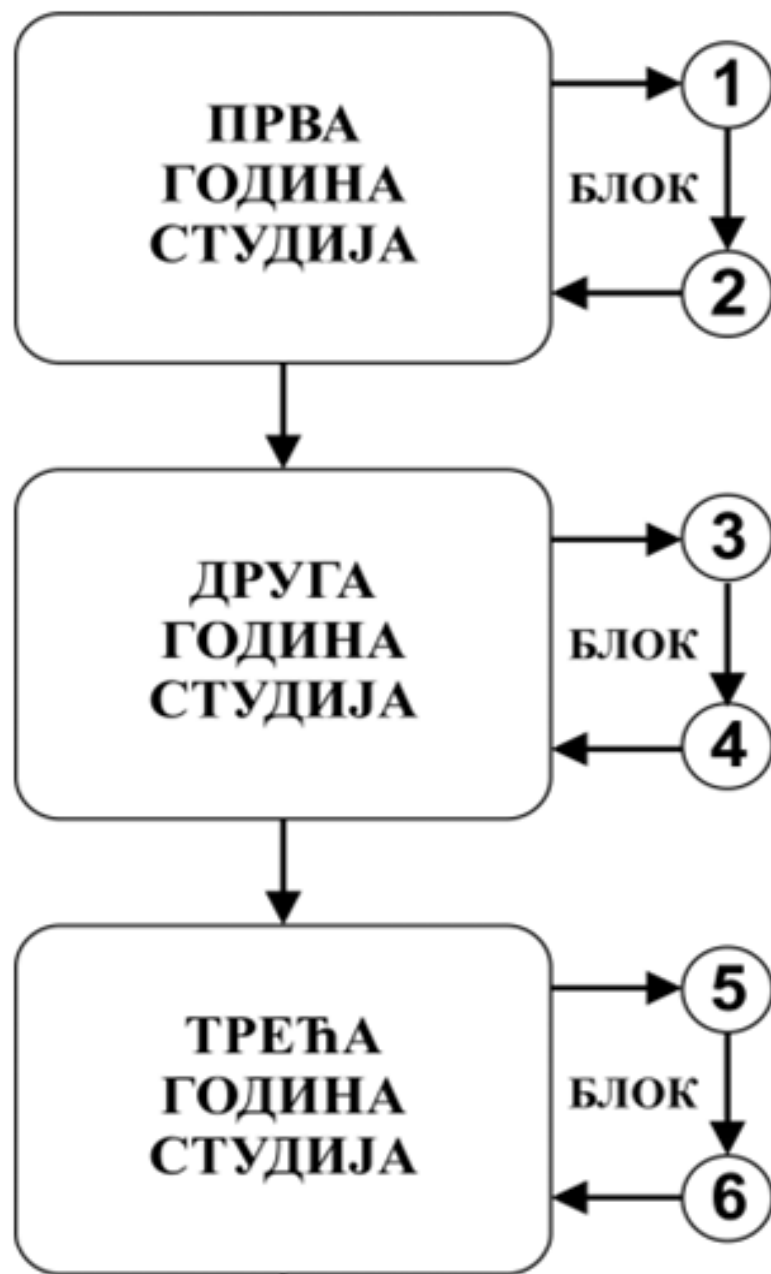 ПРВА
ГОДИНА
СТУДИЈА
1
БЛОК
2
ДРУГА
ГОДИНА
СТУДИЈА
3
БЛОК
4
ТРЕЋА
ГОДИНА
СТУДИЈА
5
БЛОК
6